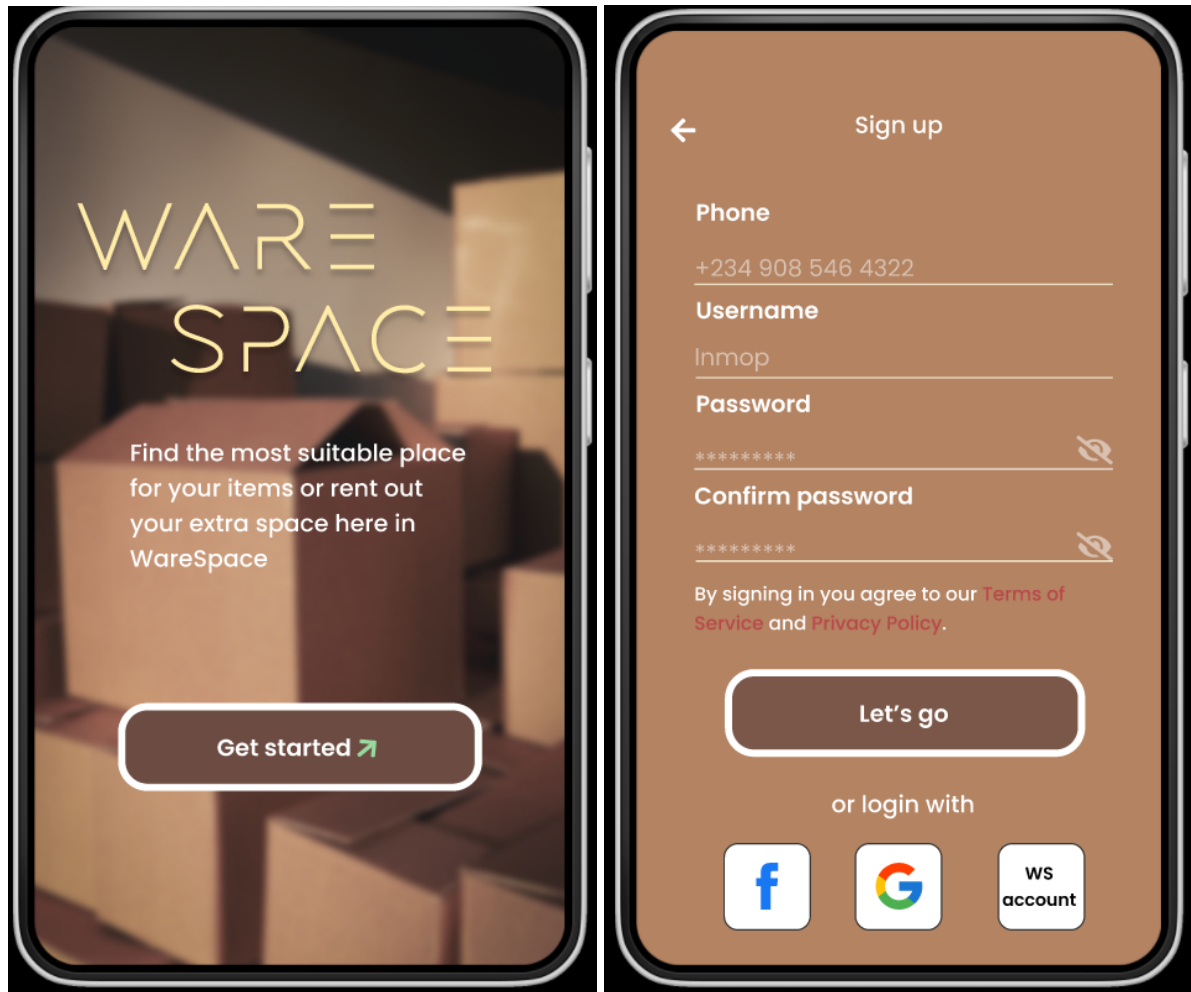 WARE
SPACE
Find the most suitable place
for your items or rent out
your extra space here in
WareSpace
Get started
Sign up
Phone
+234 908 546 4322
Username
Inmop
Password
*********
Confirm password
*********
By signing in you agree to our Terms of
Service and Privacy Policy.
Let's go
or login with
f
G
WS
account